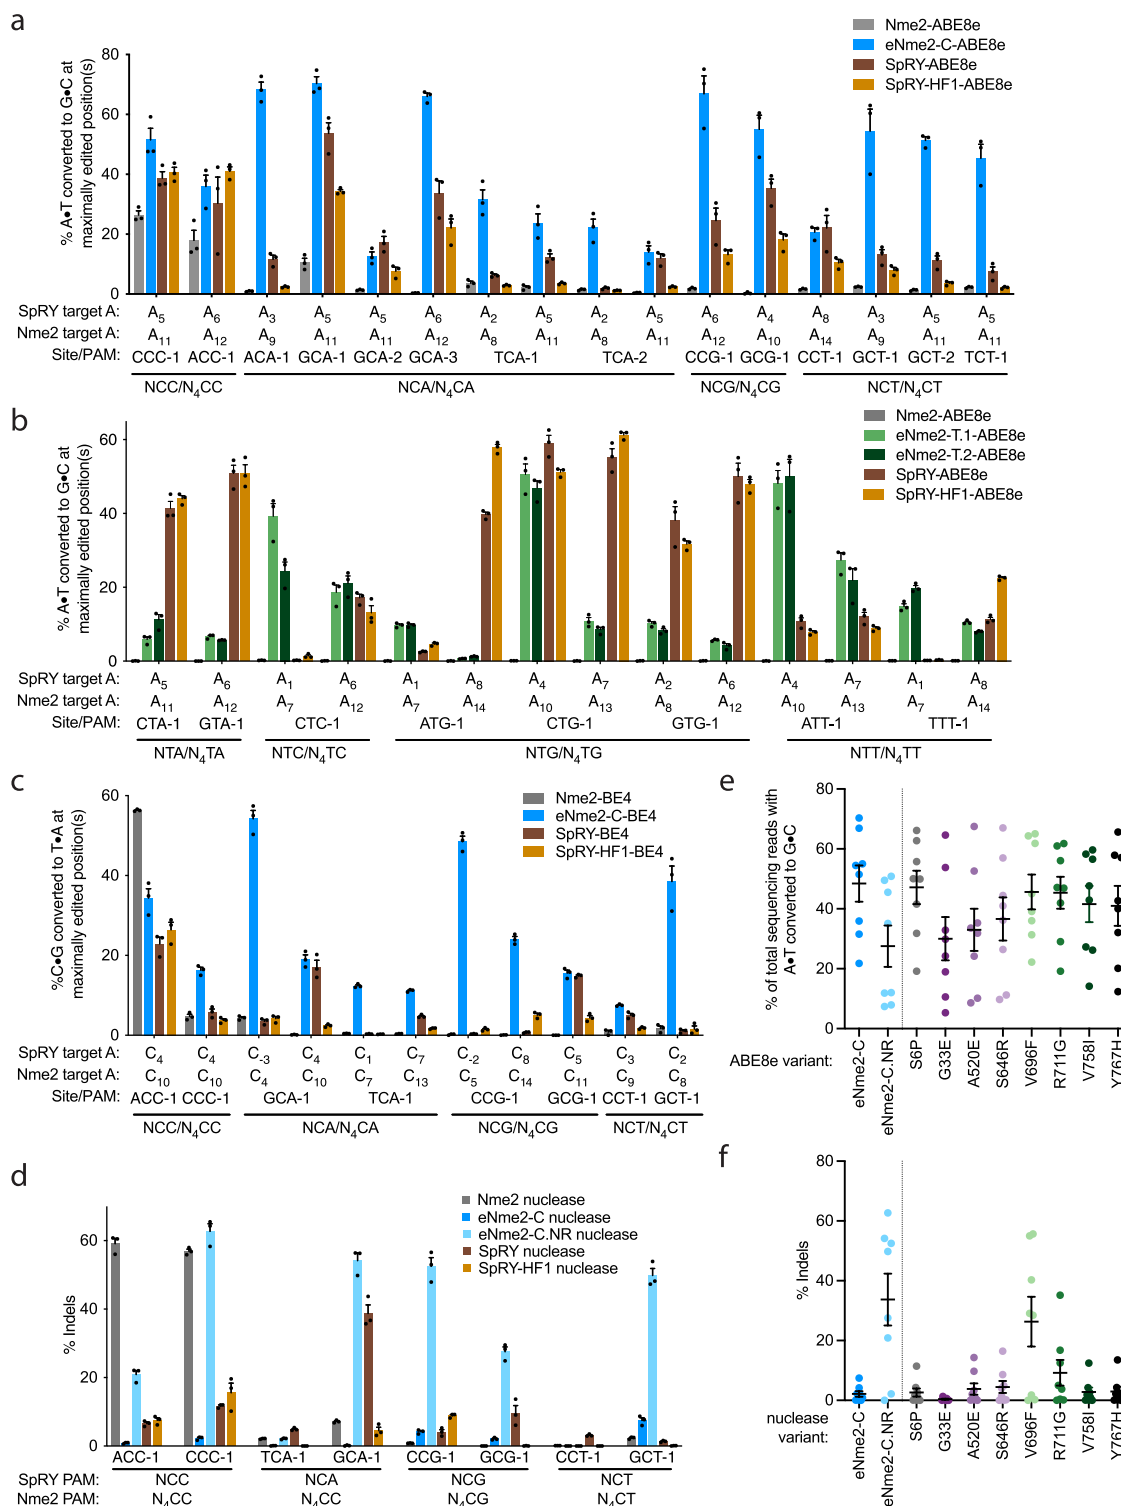 a
Nme2-ABE8e
eNme2-C-ABE8e
SpRY-ABE8e
SpRY-HF1-ABE8e
% A•T converted to G•C at
maximally edited position(s)
80
60
40
20
0
SpRY target A: A5 A6 A3 A5 A5 A6 A2 A5 A2 A5 A6 A4 A8 A3 A5 A5
Nme2 target A: A11 A12 A9 A11 A11 A12 A8 A11 A8 A11 A12 A10 A14 A9 A11 A11
Site/PAM: CCC-1 ACC-1 ACA-1 GCA-1 GCA-2 GCA-3 TCA-1 TCA-2 CCG-1 GCG-1 CCT-1 GCT-1 GCT-2 TCT-1
NCC/N4CC NCA/N4CA NCG/N4CG NCT/N4CT
b
Nme2-ABE8e
eNme2-T.1-ABE8e
eNme2-T.2-ABE8e
SpRY-ABE8e
SpRY-HF1-ABE8e
% A•T converted to G•C at
maximally edited position(s)
60
40
20
0
SpRY target A: A5 A6 A1 A6 A1 A8 A4 A7 A2 A6 A4 A7 A1 A8
Nme2 target A: A11 A12 A7 A12 A7 A14 A10 A13 A8 A12 A10 A13 A7 A14
Site/PAM: CTA-1 GTA-1 CTC-1 ATG-1 CTG-1 GTG-1 ATT-1 TTT-1
NTA/N4TA NTC/N4TC NTG/N4TG NTT/N4TT
c
Nme2-BE4
eNme2-C-BE4
SpRY-BE4
SpRY-HF1-BE4
%C•G converted to T•A at
maximally edited position(s)
60
40
20
0
SpRY target A: C4 C4 C-3 C4 C1 C7 C-2 C8 C5 C3 C2
Nme2 target A: C10 C10 C4 C10 C7 C13 C5 C14 C11 C9 C8
Site/PAM: ACC-1 CCC-1 GCA-1 TCA-1 CCG-1 GCG-1 CCT-1 GCT-1
NCC/N4CC NCA/N4CA NCG/N4CG NCT/N4CT
d
Nme2 nuclease
eNme2-C nuclease
eNme2-C.NR nuclease
SpRY nuclease
SpRY-HF1 nuclease
% Indels
60
40
20
0
ACC-1 CCC-1 TCA-1 GCA-1 CCG-1 GCG-1 CCT-1 GCT-1
SpRY PAM: NCC NCA NCG NCT
Nme2 PAM: N4CC N4CC N4CG N4CT
e
% of total sequencing reads with
A•T converted to G•C
80
60
40
20
0
ABE8e variant: eNme2-C eNme2-C.NR S6P G33E A520E S646R V696F R711G V758I Y767H
f
% Indels
80
60
40
20
0
nuclease
variant: eNme2-C eNme2-C.NR S6P G33E A520E S646R V696F R711G V758I Y767H